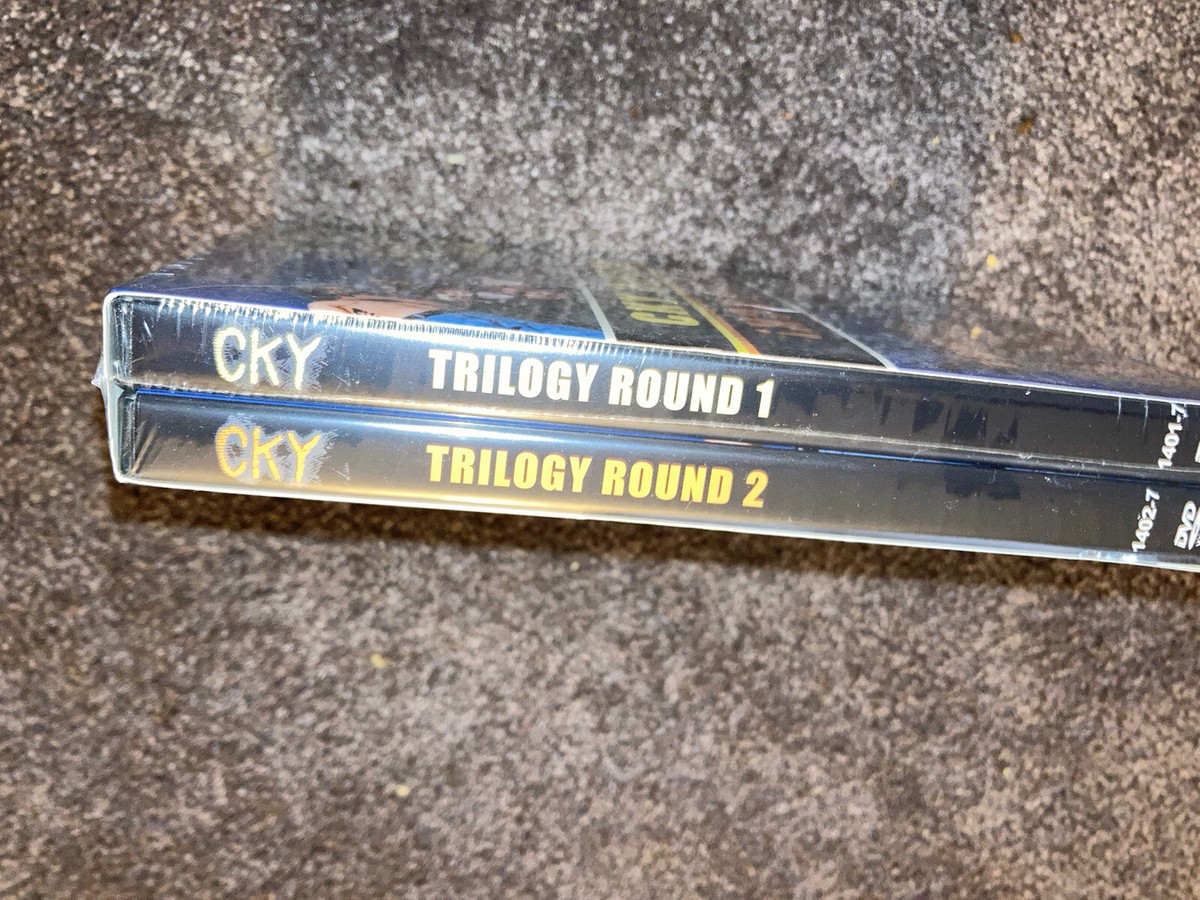 CKY TRILOGY ROUND 1 1401-7
CKY TRILOGY ROUND 2 1402-7 DVD